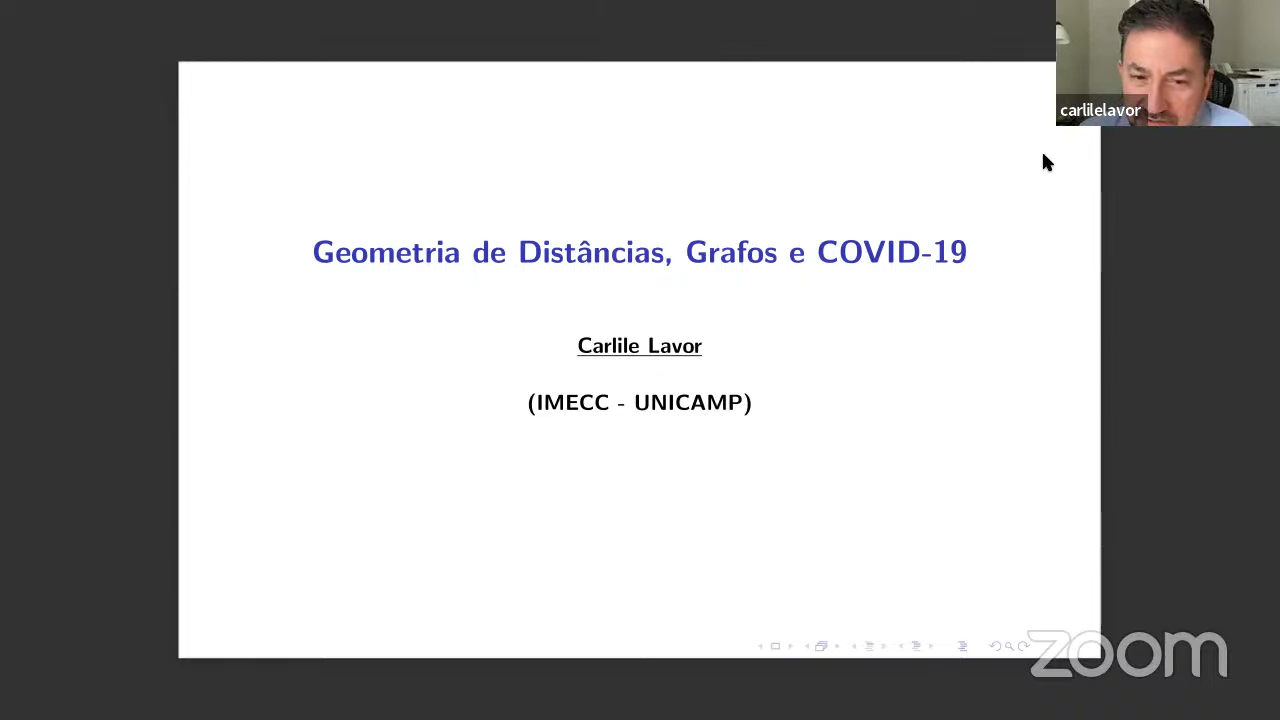 carlilelavor
Geometria de Distâncias, Grafos e COVID-19
Carlile Lavor
(IMECC - UNICAMP)
zoom